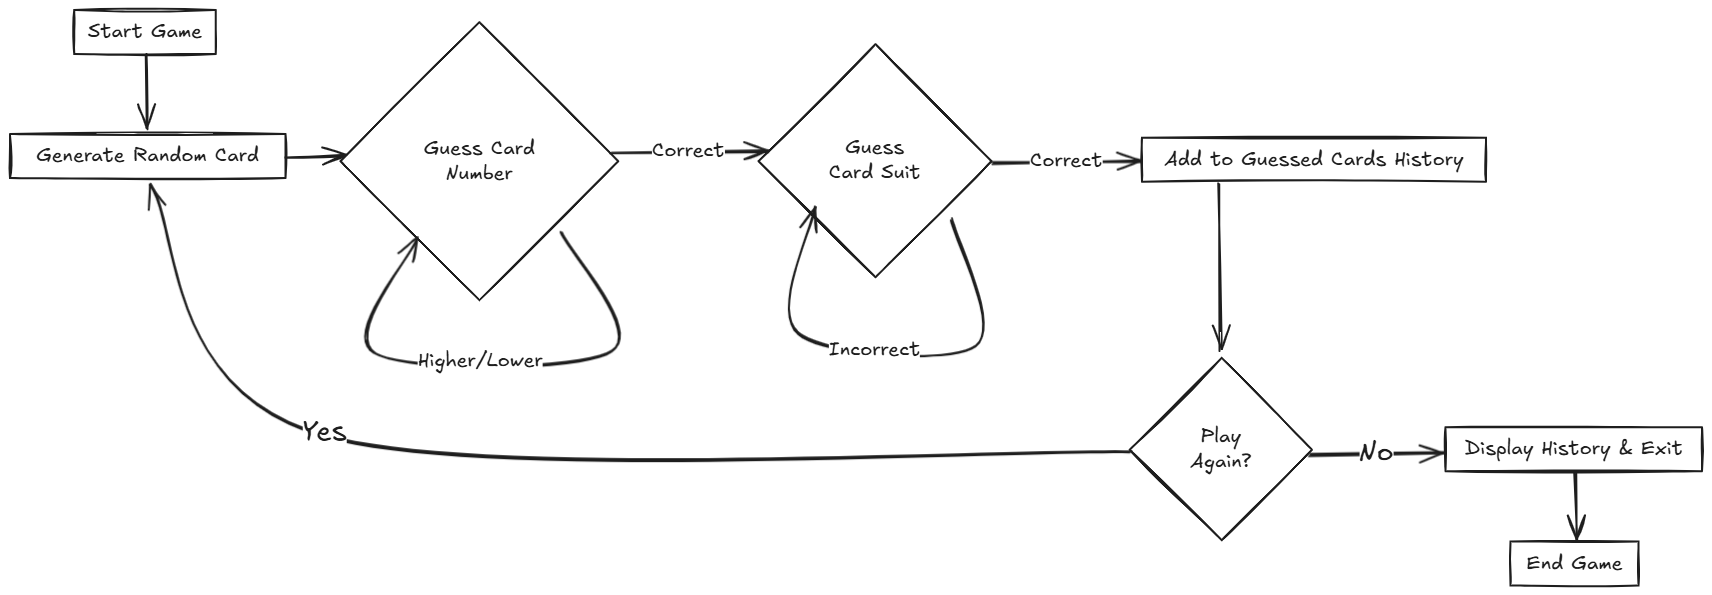 Start Game
Generate Random Card
Guess Card
Number
Correct
Guess
Card Suit
Correct
Add to Guessed Cards History
Higher/Lower
Incorrect
Yes
Play
Again?
No
Display History & Exit
End Game